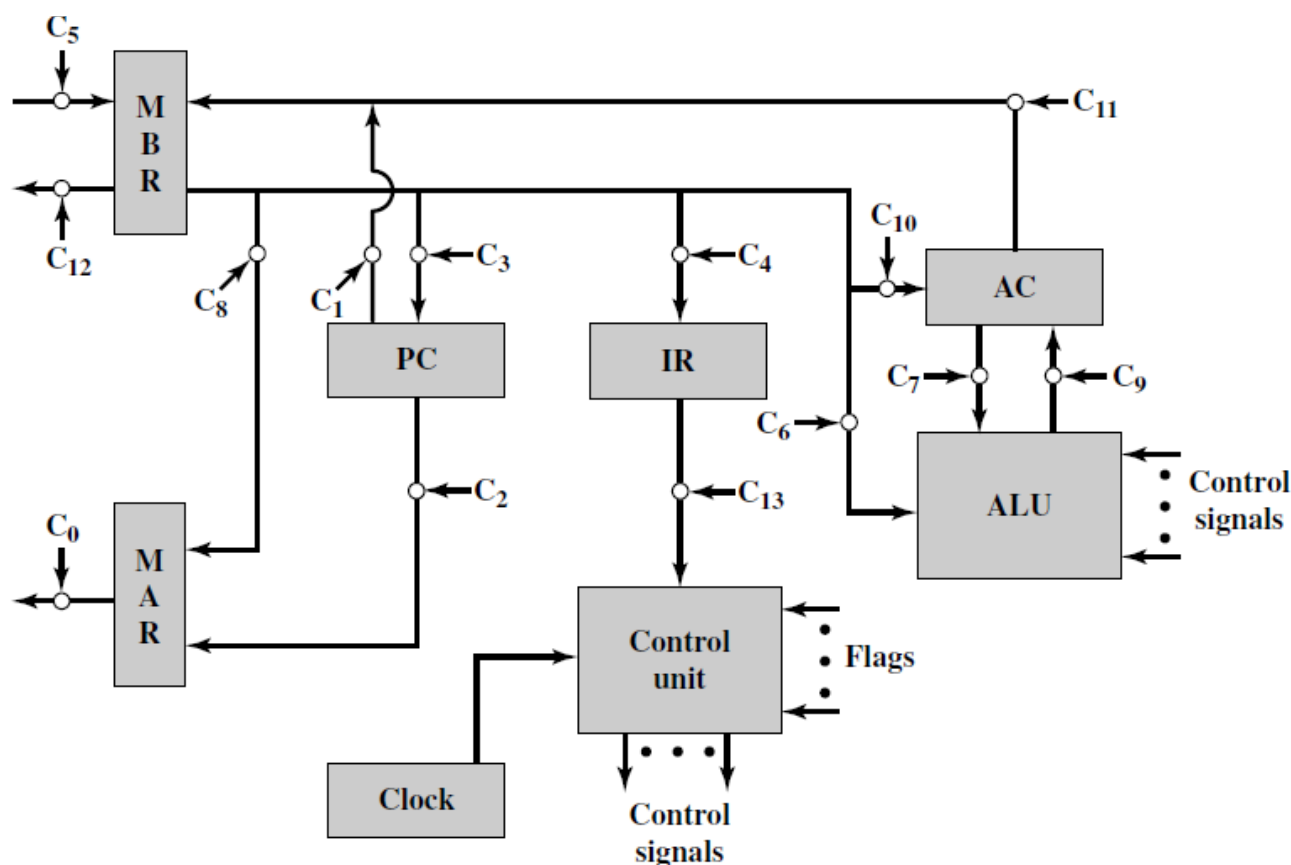 C5
M
B
R
C11
C12
C8
C1
C3
C4
C10
AC
PC
IR
C7
C9
C6
C2
C13
ALU
Control
signals
C0
M
A
R
Control
unit
Flags
Clock
Control
signals